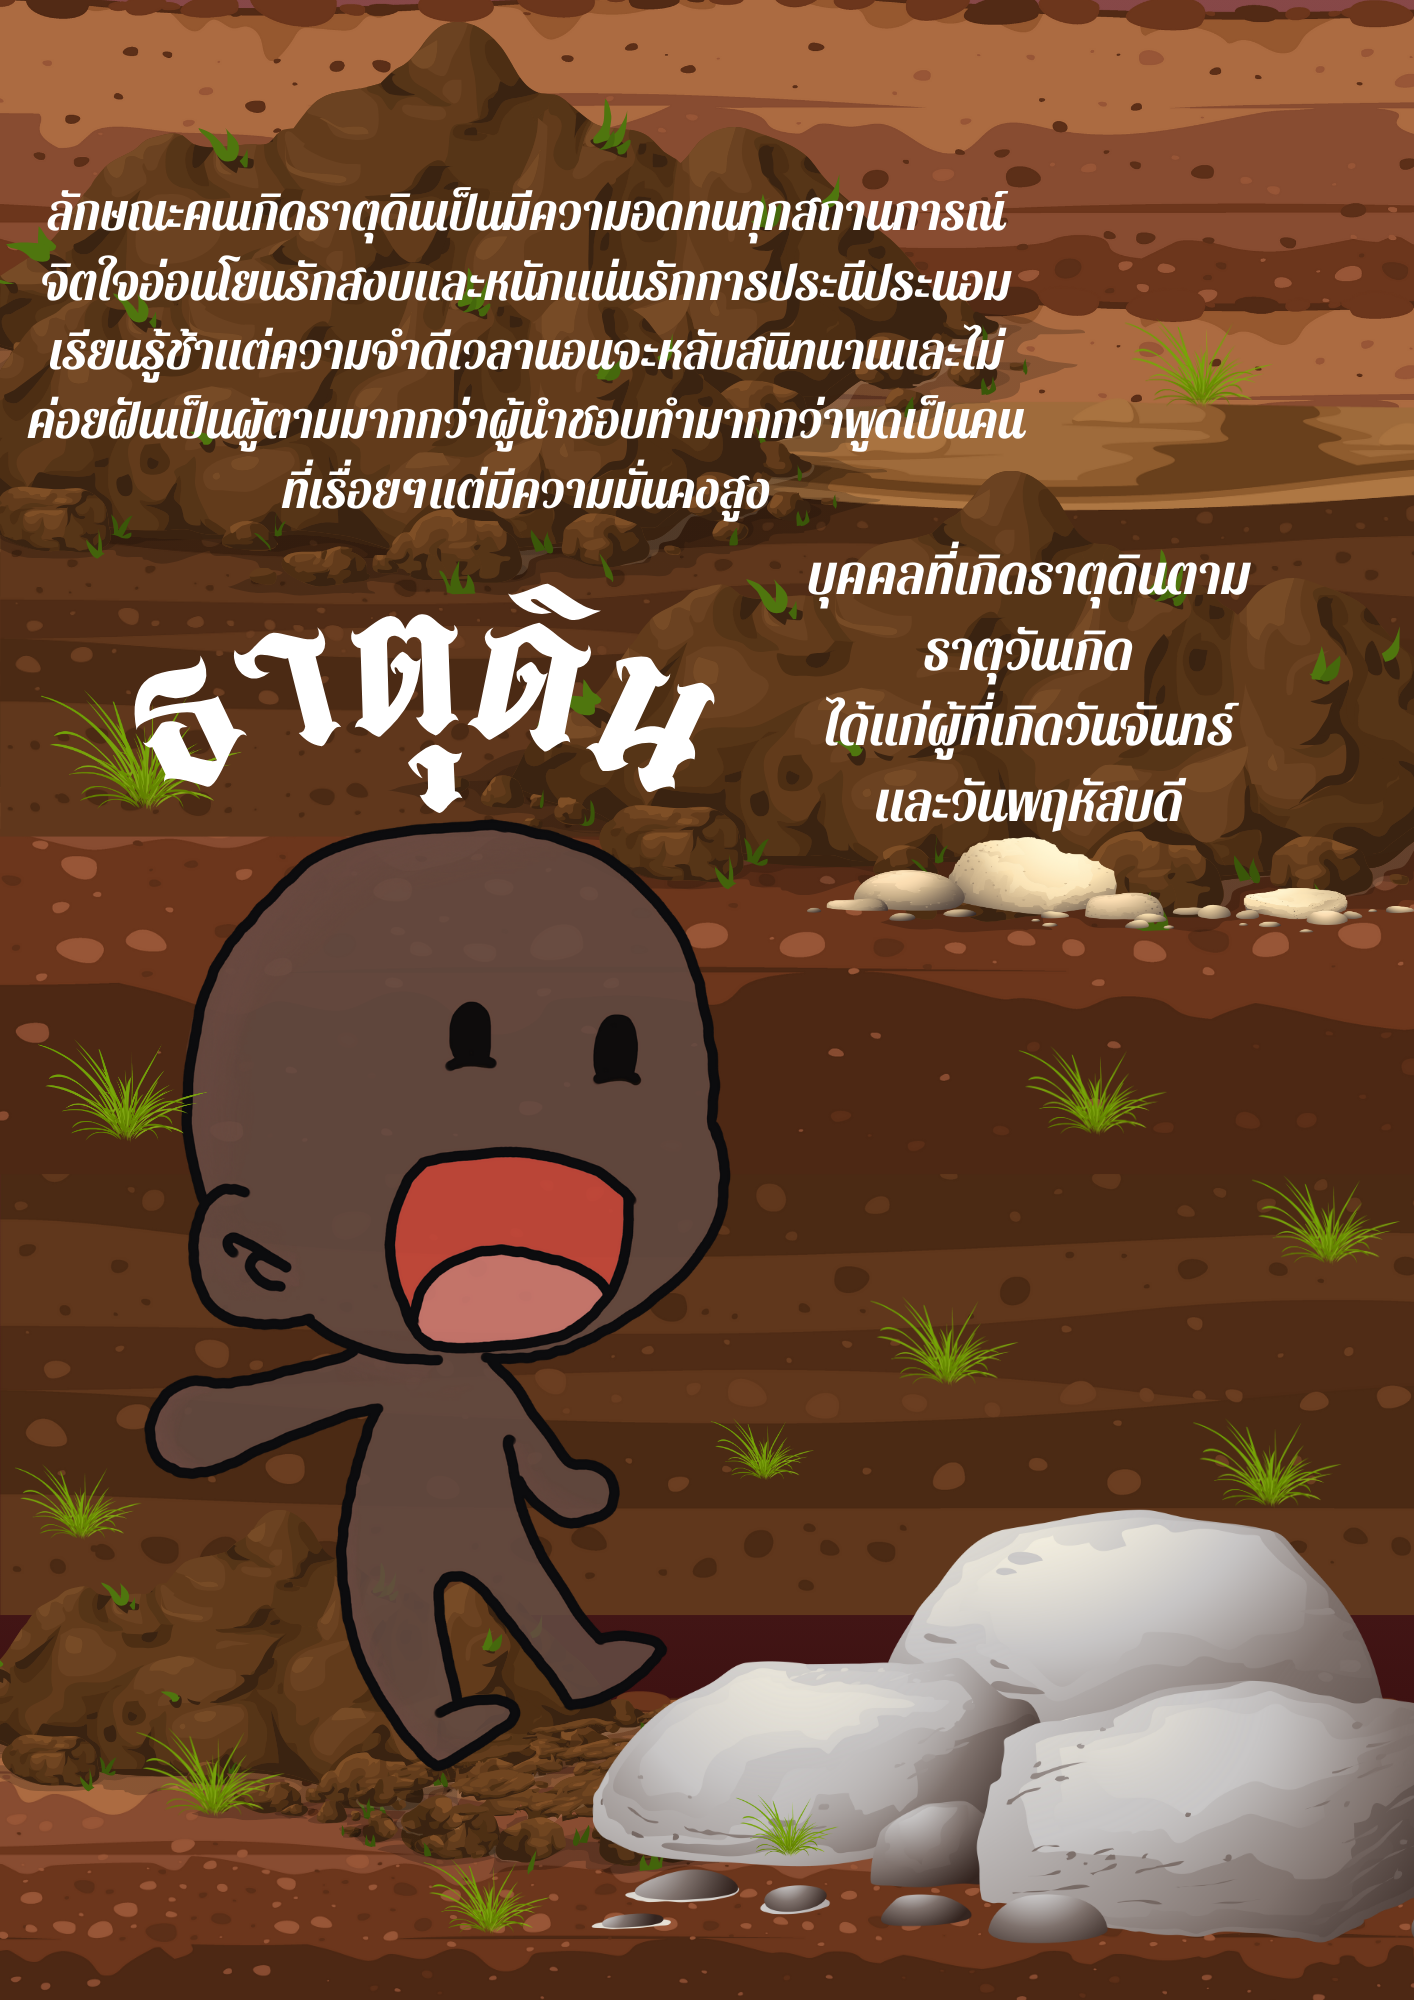 ลักษณะคนเกิดธาตุดินเป็นมีความอดทนทุกสถานการณ์
จิตใจอ่อนโยนรักสงบและหนักแน่นรักการประนีประนอม
เรียนรู้ช้าแต่ความจำดีเวลานอนจะหลับสนิทนานและไม่
ค่อยฝันเป็นผู้ตามมากกว่าผู้นำชอบทำมากกว่าพูดเป็นคน
ที่เรื่อยๆแต่มีความมั่นคงสูง
ธาตุดิน
บุคคลที่เกิดธาตุดินตาม
ธาตุวันเกิด
ได้แก่ผู้ที่เกิดวันจันทร์
และวันพฤหัสบดี